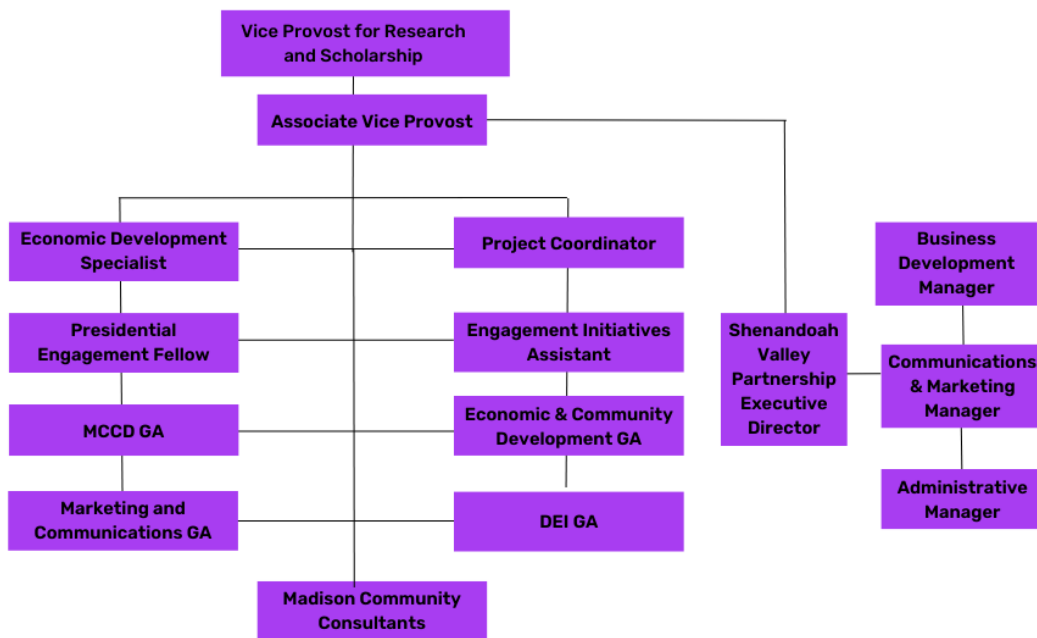 Vice Provost for Research
and Scholarship
Associate Vice Provost
Economic Development
Specialist
Project Coordinator
Business
Development
Manager
Presidential
Engagement Fellow
Engagement Initiatives
Assistant
Shenandoah
Valley
Partnership
Executive
Director
Communications
& Marketing
Manager
MCCD GA
Economic & Community
Development GA
Marketing and
Communications GA
DEI GA
Administrative
Manager
Madison Community
Consultants